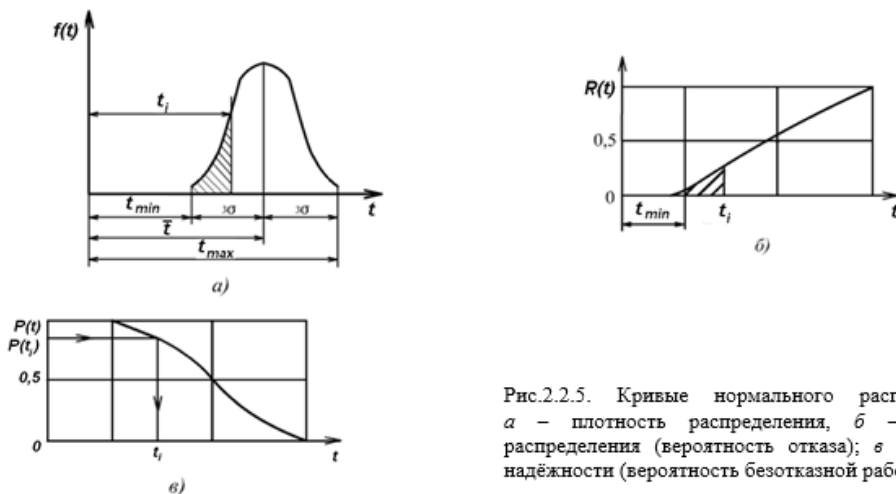 f(t)
t_i
t_min
3σ
3σ
t
t̅
t_max
а)
R(t)
0,5
0
t_min
t_i
t
б)
P(t)
P(t_i)
0,5
0
t_i
t
в)
Рис.2.2.5. Кривые нормального расп
а – плотность распределения, б –
распределения (вероятность отказа); в
надёжности (вероятность безотказной рабо